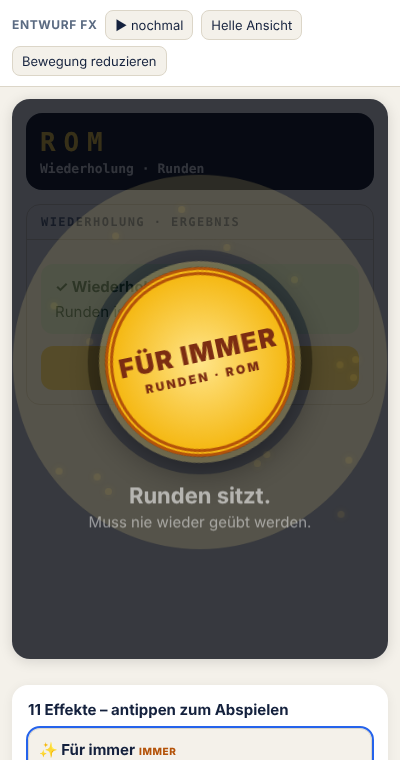 ENTWURF FX ▶ nochmal Helle Ansicht
Bewegung reduzieren
ROM
Wiederholung · Runden
WIEDERHOLUNG · ERGEBNIS
✓ Wiederho
Runden
FÜR IMMER
RUNDEN · ROM
Runden sitzt.
Muss nie wieder geübt werden.
11 Effekte – antippen zum Abspielen
✨ Für immer IMMER